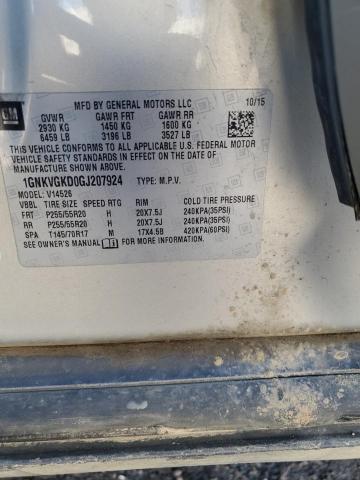 GM
MFD BY GENERAL MOTORS LLC 10/15
GVWR GAWR FRT GAWR RR
2930 KG 1450 KG 1600 KG
6459 LB 3196 LB 3527 LB
THIS VEHICLE CONFORMS TO ALL APPLICABLE U.S. FEDERAL MOTOR
VEHICLE SAFETY AND THEFT PREVENTION STANDARDS IN EFFECT ON THE DATE OF
MANUFACTURE SHOWN ABOVE.
1GNKVGKD0GJ207924 TYPE: M.P.V.
MODEL: V14526
VBBL TIRE SIZE SPEED RTG RIM COLD TIRE PRESSURE
FRT P255/55R20 H 20X7.5J 240KPA(35PSI)
RR P255/55R20 H 20X7.5J 240KPA(35PSI)
SPA T145/70R17 M 17X4.5B 420KPA(60PSI)
SEE OWNER'S MANUAL FOR MORE INFORMATION.